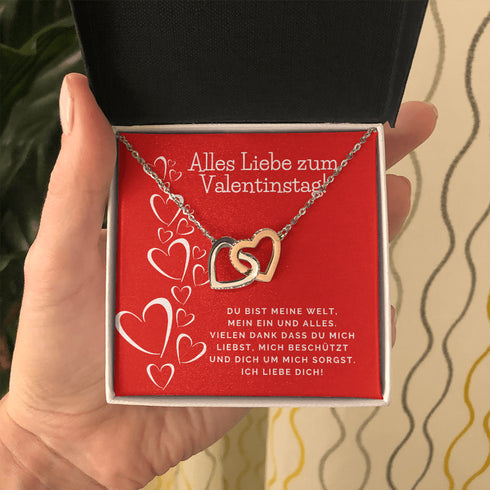 Alles Liebe zum
Valentinstag!
DU BIST MEINE WELT,
MEIN EIN UND ALLES.
VIELEN DANK DASS DU MICH
LIEBST, MICH BESCHÜTZT
UND DICH UM MICH SORGST.
ICH LIEBE DICH!